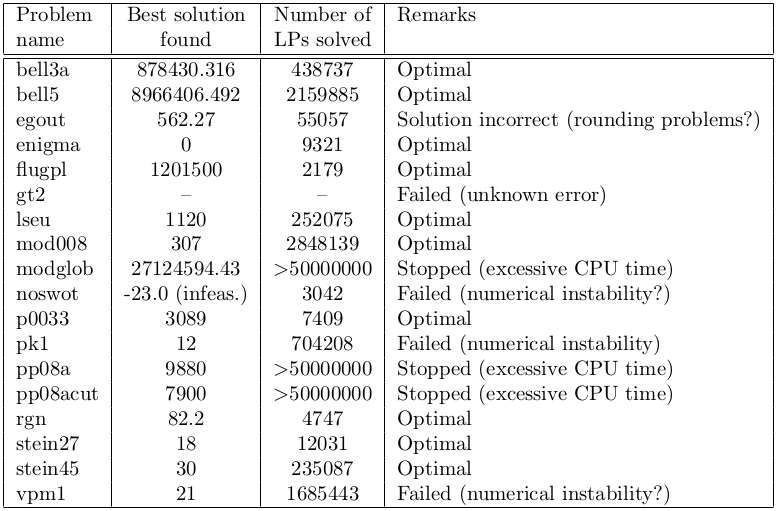 Problem name | Best solution found | Number of LPs solved | Remarks
bell3a | 878430.316 | 438737 | Optimal
bell5 | 8966406.492 | 2159885 | Optimal
egout | 562.27 | 55057 | Solution incorrect (rounding problems?)
enigma | 0 | 9321 | Optimal
flugpl | 1201500 | 2179 | Optimal
gt2 | – | – | Failed (unknown error)
lseu | 1120 | 252075 | Optimal
mod008 | 307 | 2848139 | Optimal
modglob | 27124594.43 | >50000000 | Stopped (excessive CPU time)
noswot | -23.0 (infeas.) | 3042 | Failed (numerical instability?)
p0033 | 3089 | 7409 | Optimal
pk1 | 12 | 704208 | Failed (numerical instability)
pp08a | 9880 | >50000000 | Stopped (excessive CPU time)
pp08acut | 7900 | >50000000 | Stopped (excessive CPU time)
rgn | 82.2 | 4747 | Optimal
stein27 | 18 | 12031 | Optimal
stein45 | 30 | 235087 | Optimal
vpm1 | 21 | 1685443 | Failed (numerical instability?)